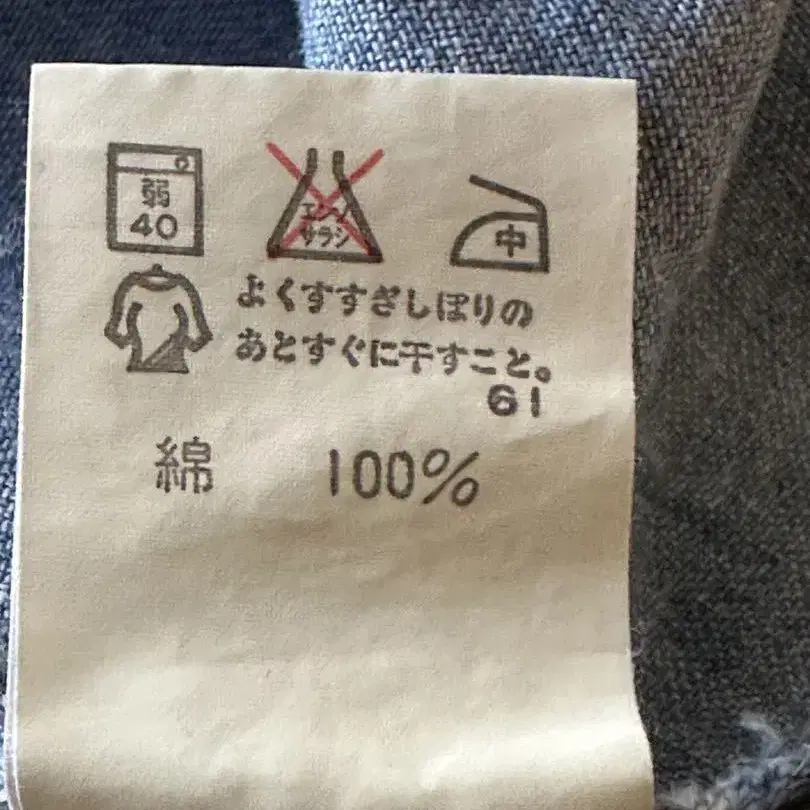 弱
40
エンソ
サラシ
中
よくすすぎしぼりの
あとすぐに干すこと。
61
綿 100%